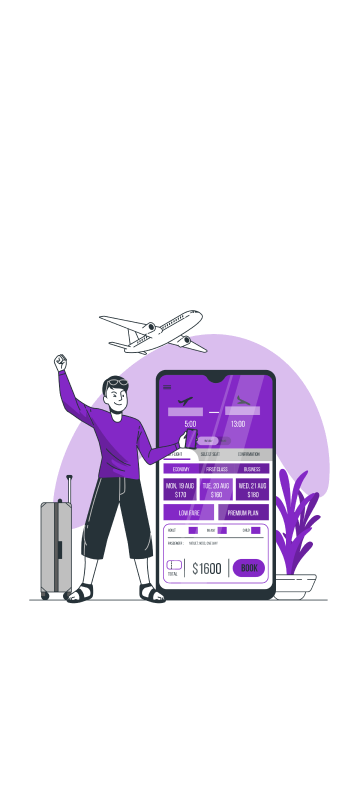 5:00 13:00
FLIGHT SELECT SEAT CONFIRMATION
ECONOMY FIRST CLASS BUSINESS
MON, 19 AUG TUE, 20 AUG WED, 21 AUG
$170 $160 $180
LOW FARE PREMIUM PLAN
ADULT INFANT CHILD
PASSENGER
TOTAL $1600 BOOK